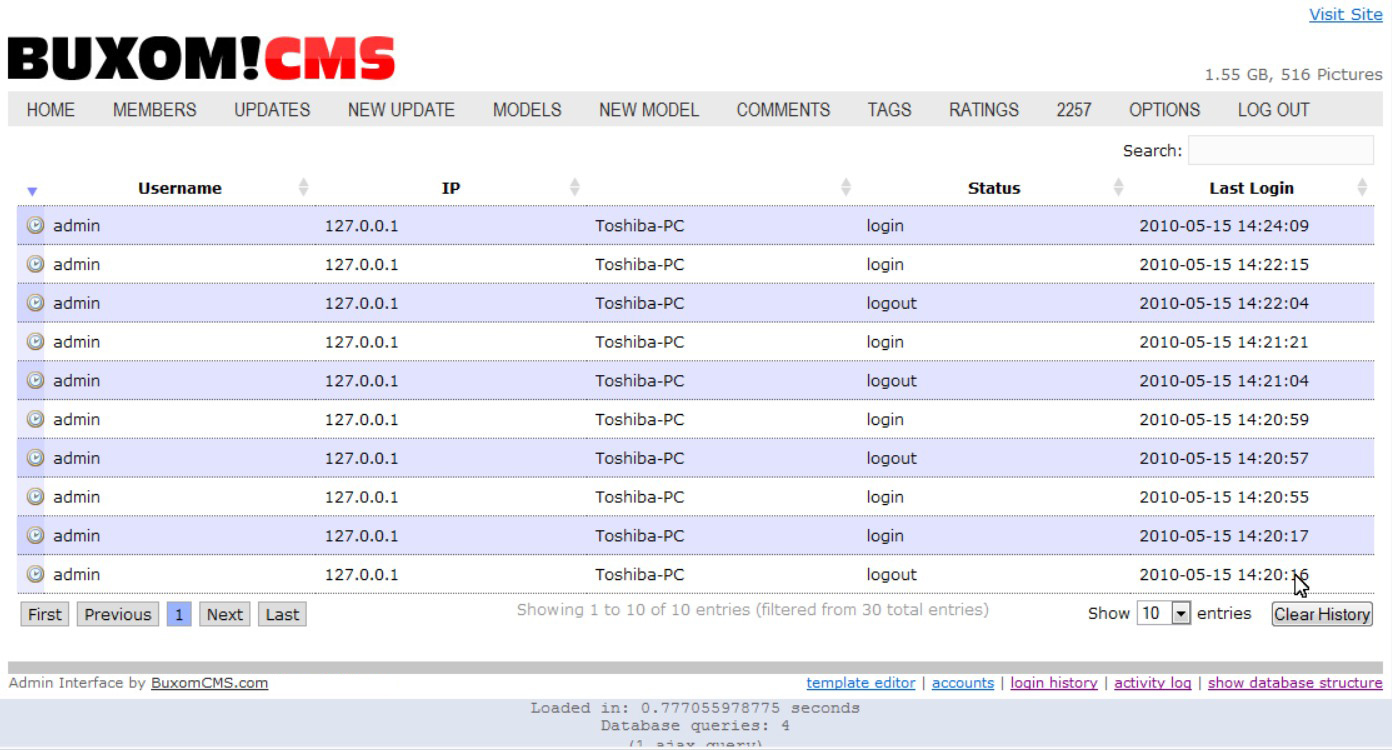 Visit Site
BUXOM!CMS
1.55 GB, 516 Pictures
HOME MEMBERS UPDATES NEW UPDATE MODELS NEW MODEL COMMENTS TAGS RATINGS 2257 OPTIONS LOG OUT
Search:
Username IP Status Last Login
admin 127.0.0.1 Toshiba-PC login 2010-05-15 14:24:09
admin 127.0.0.1 Toshiba-PC login 2010-05-15 14:22:15
admin 127.0.0.1 Toshiba-PC logout 2010-05-15 14:22:04
admin 127.0.0.1 Toshiba-PC login 2010-05-15 14:21:21
admin 127.0.0.1 Toshiba-PC logout 2010-05-15 14:21:04
admin 127.0.0.1 Toshiba-PC login 2010-05-15 14:20:59
admin 127.0.0.1 Toshiba-PC logout 2010-05-15 14:20:57
admin 127.0.0.1 Toshiba-PC login 2010-05-15 14:20:55
admin 127.0.0.1 Toshiba-PC login 2010-05-15 14:20:17
admin 127.0.0.1 Toshiba-PC logout 2010-05-15 14:20:16
First Previous 1 Next Last Showing 1 to 10 of 10 entries (filtered from 30 total entries) Show 10 entries Clear History
Admin Interface by BuxomCMS.com template editor | accounts | login history | activity log | show database structure
Loaded in: 0.777055978775 seconds
Database queries: 4
(1 ajax query)